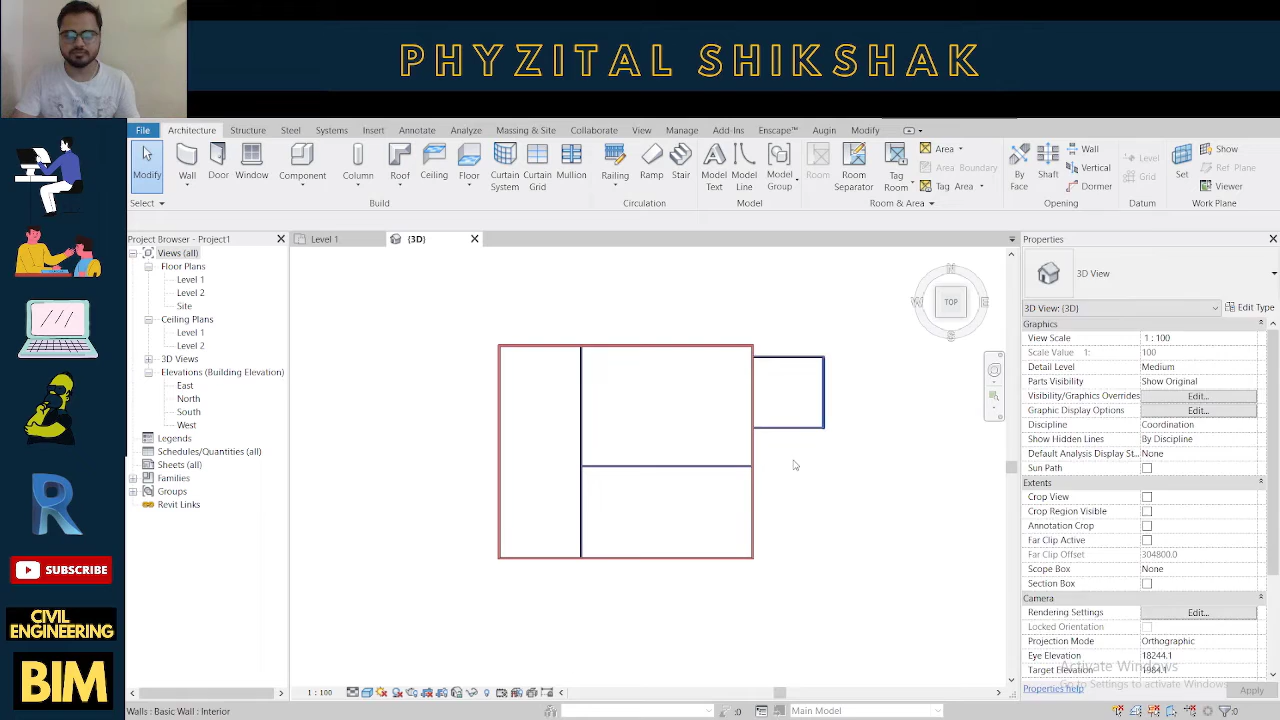 PHYZITAL SHIKSHAK
File Architecture Structure Steel Systems Insert Annotate Analyze Massing & Site Collaborate View Manage Add-Ins Enscape™ Augin Modify
Modify Wall Door Window Component Column Roof Ceiling Floor Curtain System Curtain Grid Mullion Railing Ramp Stair Model Text Model Line Model Group Room Room Separator Tag Room
Area
Area Boundary
Tag Area
By Face Shaft
Wall
Vertical
Dormer
Level
Grid
Set
Show
Ref Plane
Viewer
Select Build Circulation Model Room & Area Opening Datum Work Plane
Project Browser - Project1
Views (all)
Floor Plans
Level 1
Level 2
Site
Ceiling Plans
Level 1
Level 2
3D Views
Elevations (Building Elevation)
East
North
South
West
Legends
Schedules/Quantities (all)
Sheets (all)
Families
Groups
Revit Links
Level 1
{3D}
N
W
TOP
Properties
3D View
3D View: {3D} Edit Type
Graphics
View Scale 1 : 100
Scale Value 1: 100
Detail Level Medium
Parts Visibility Show Original
Visibility/Graphics Overrides Edit...
Graphic Display Options Edit...
Discipline Coordination
Show Hidden Lines By Discipline
Default Analysis Display St... None
Sun Path
Extents
Crop View
Crop Region Visible
Annotation Crop
Far Clip Active
Far Clip Offset 304800.0
Scope Box None
Section Box
Camera
Rendering Settings Edit...
Locked Orientation
Projection Mode Orthographic
Eye Elevation 18244.1
Target Elevation 1984.1
Properties help Apply
Activate Windows
Go to Settings to activate Windows.
SUBSCRIBE
CIVIL
ENGINEERING
BIM
R
1 : 100
Walls : Basic Wall : Interior
:0
Main Model
:0